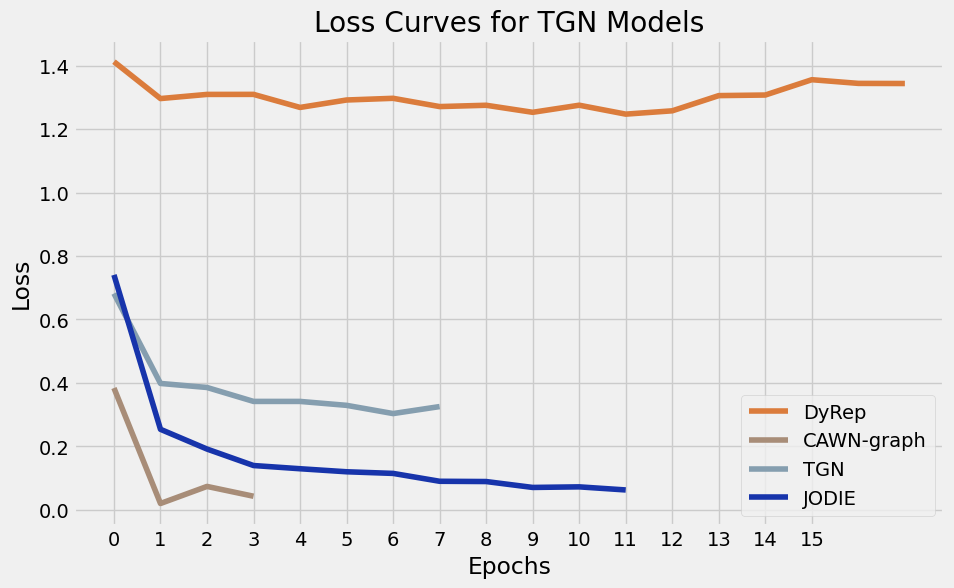 Loss Curves for TGN Models
1.4
1.2
1.0
0.8
0.6
0.4
0.2
0.0
Loss
DyRep
CAWN-graph
TGN
JODIE
0 1 2 3 4 5 6 7 8 9 10 11 12 13 14 15
Epochs